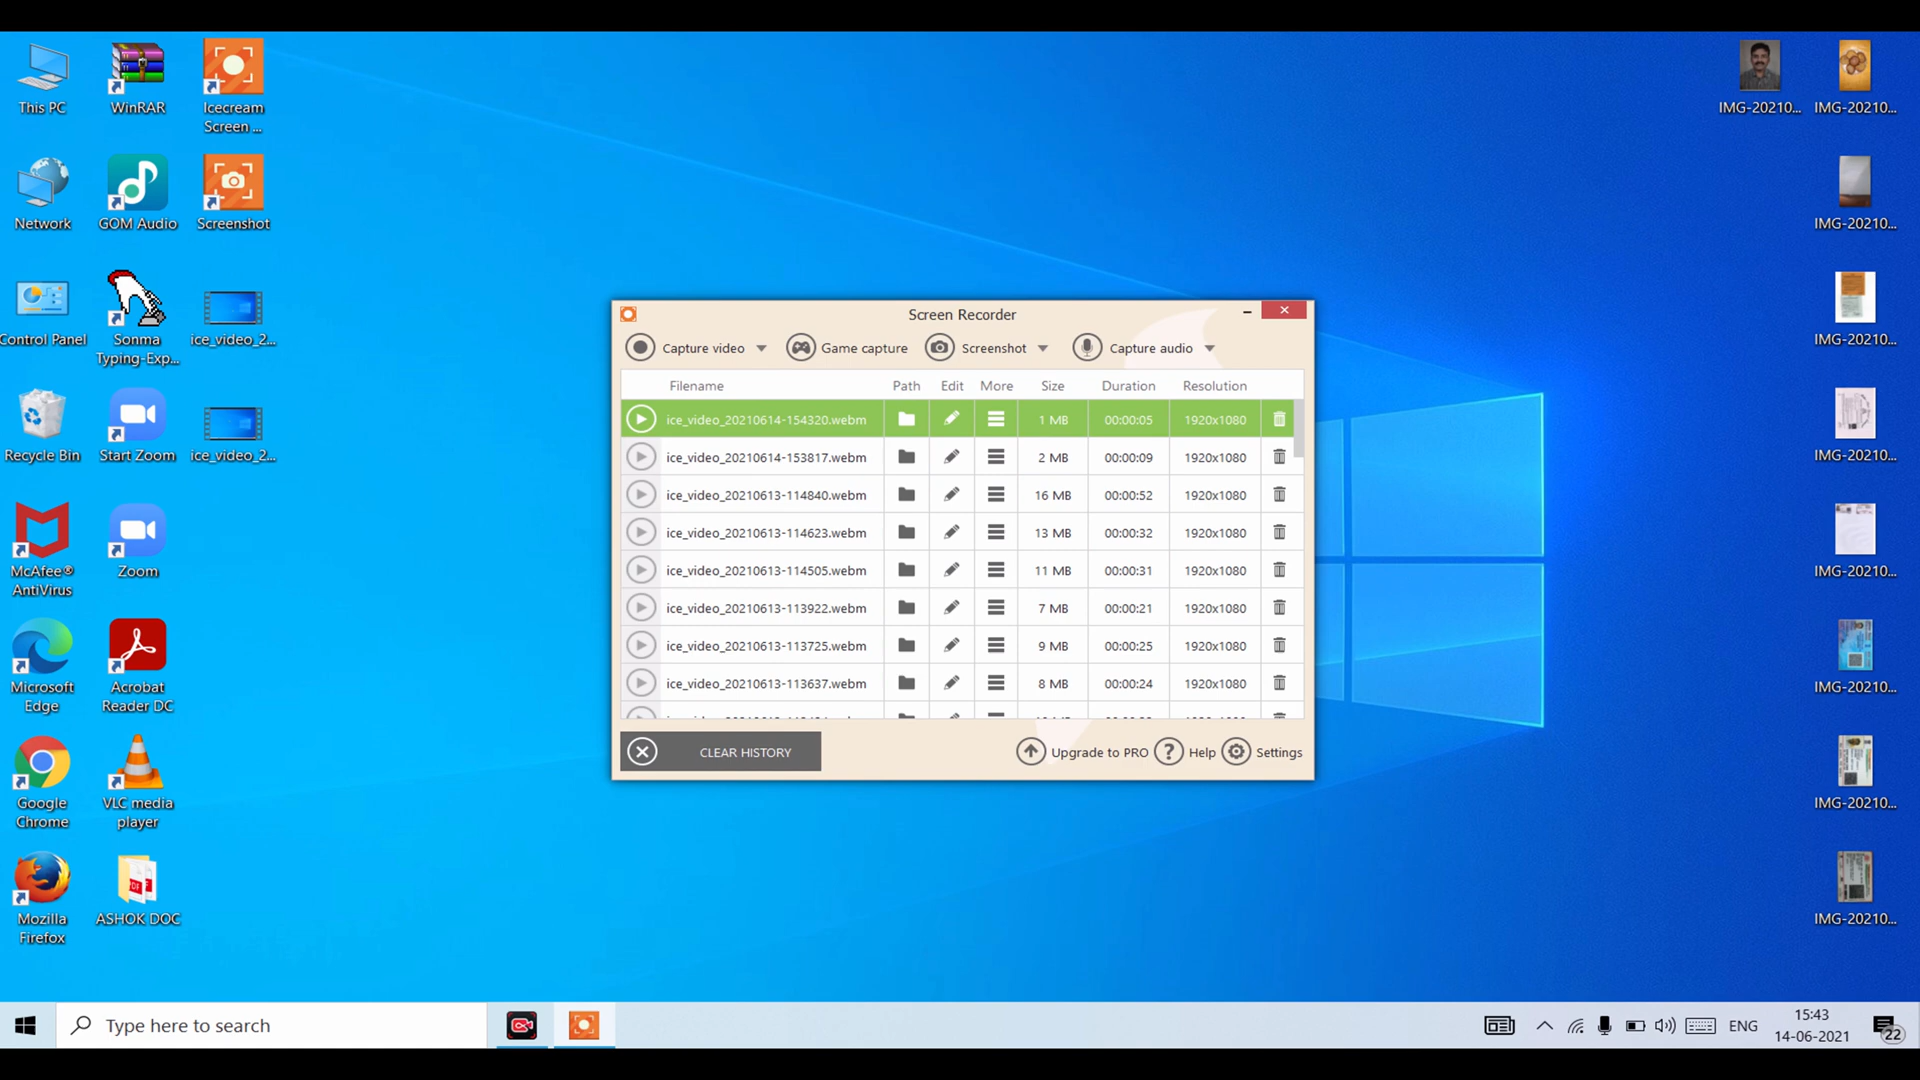 This PC
WinRAR
Icecream
Screen ...
IMG-20210...
IMG-20210...
Network
GOM Audio
Screenshot
IMG-20210...
Control Panel
Sonma
Typing-Exp...
ice_video_2...
IMG-20210...
Recycle Bin
Start Zoom
ice_video_2...
IMG-20210...
McAfee®
AntiVirus
Zoom
IMG-20210...
Microsoft
Edge
Acrobat
Reader DC
IMG-20210...
Google
Chrome
VLC media
player
IMG-20210...
Mozilla
Firefox
ASHOK DOC
IMG-20210...
Screen Recorder
Capture video Game capture Screenshot Capture audio
Filename Path Edit More Size Duration Resolution
ice_video_20210614-154320.webm 1 MB 00:00:05 1920x1080
ice_video_20210614-153817.webm 2 MB 00:00:09 1920x1080
ice_video_20210613-114840.webm 16 MB 00:00:52 1920x1080
ice_video_20210613-114623.webm 13 MB 00:00:32 1920x1080
ice_video_20210613-114505.webm 11 MB 00:00:31 1920x1080
ice_video_20210613-113922.webm 7 MB 00:00:21 1920x1080
ice_video_20210613-113725.webm 9 MB 00:00:25 1920x1080
ice_video_20210613-113637.webm 8 MB 00:00:24 1920x1080
CLEAR HISTORY Upgrade to PRO ? Help Settings
Type here to search
ENG
15:43
14-06-2021
22